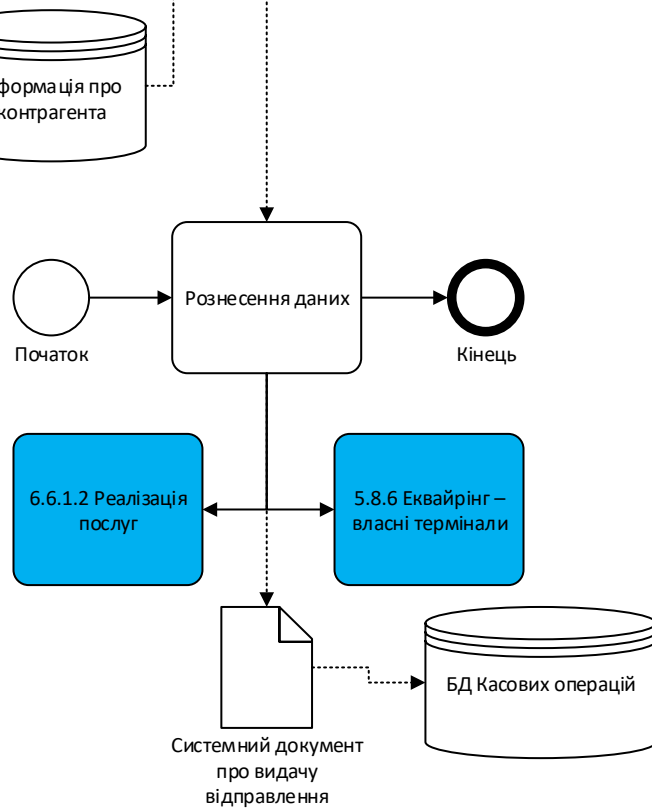 формація про
контрагента
Рознесення даних
Початок
Кінець
6.6.1.2 Реалізація
послуг
5.8.6 Еквайрінг –
власні термінали
БД Касових операцій
Системний документ
про видачу
відправлення